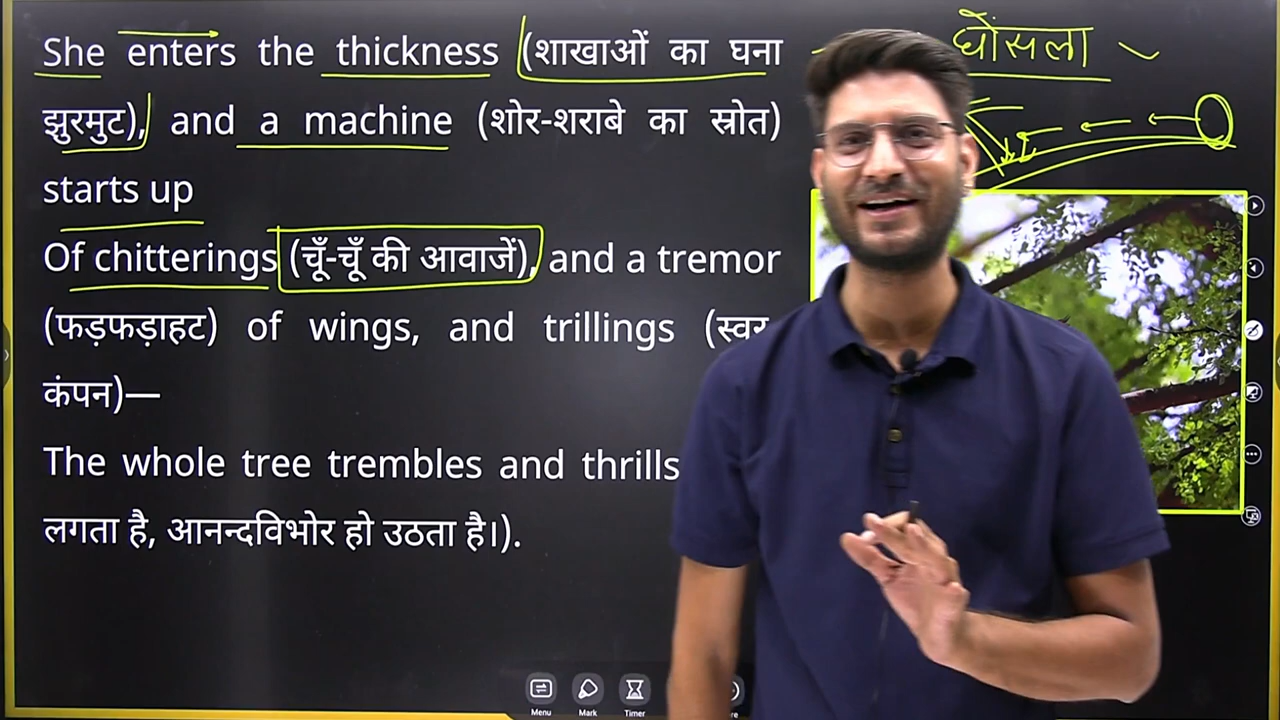 She enters the thickness (शाखाओं का घना
झुरमुट), and a machine (शोर-शराबे का स्रोत)
starts up
Of chitterings (चूँ-चूँ की आवाजें), and a tremor
(फड़फड़ाहट) of wings, and trillings (स्वर
कंपन)—
The whole tree trembles and thrills
लगता है, आनन्दविभोर हो उठता है।).
घोंसला
Menu
Mark
Timer